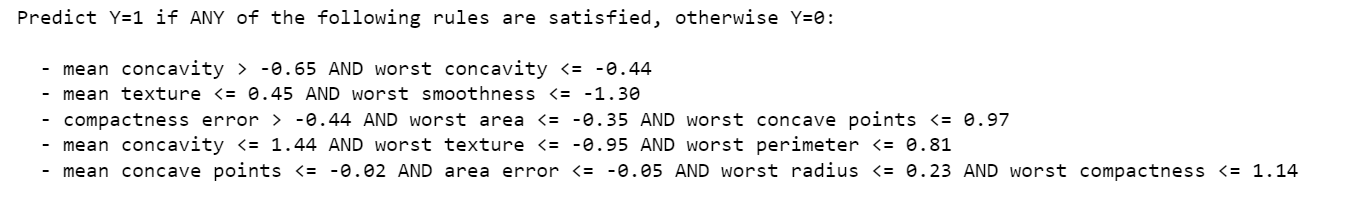 Predict Y=1 if ANY of the following rules are satisfied, otherwise Y=0:
- mean concavity > -0.65 AND worst concavity <= -0.44
- mean texture <= 0.45 AND worst smoothness <= -1.30
- compactness error > -0.44 AND worst area <= -0.35 AND worst concave points <= 0.97
- mean concavity <= 1.44 AND worst texture <= -0.95 AND worst perimeter <= 0.81
- mean concave points <= -0.02 AND area error <= -0.05 AND worst radius <= 0.23 AND worst compactness <= 1.14